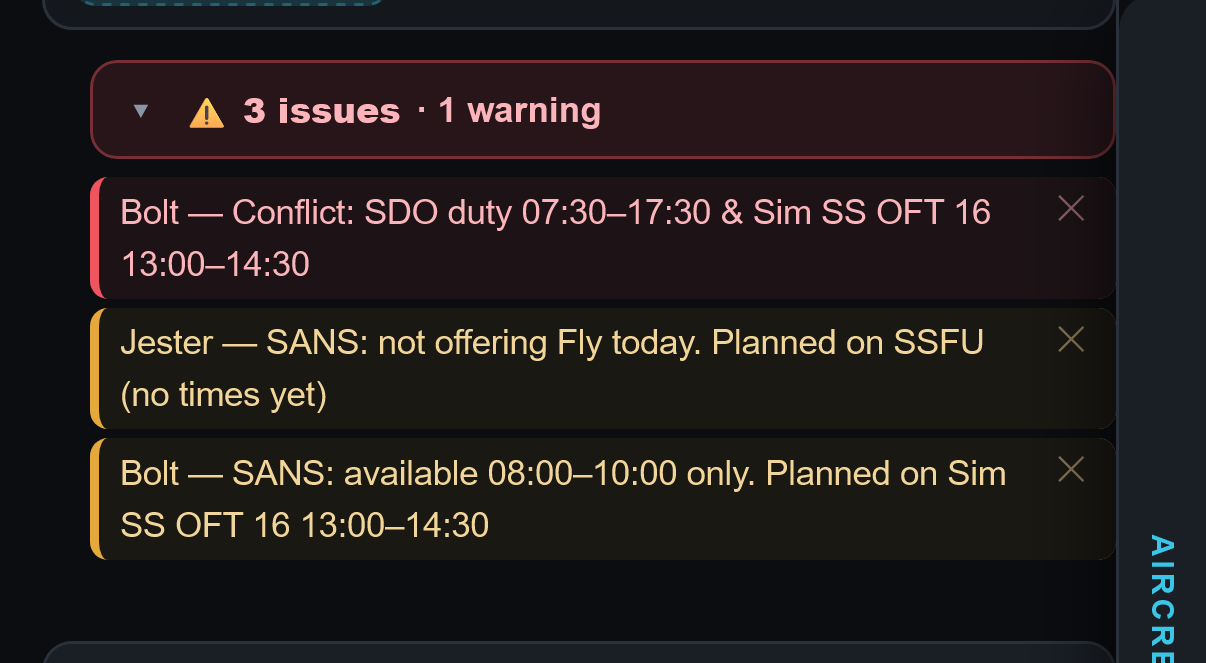 ▼ ⚠️ 3 issues · 1 warning
Bolt — Conflict: SDO duty 07:30–17:30 & Sim SS OFT 16
13:00–14:30
Jester — SANS: not offering Fly today. Planned on SSFU
(no times yet)
Bolt — SANS: available 08:00–10:00 only. Planned on Sim
SS OFT 16 13:00–14:30